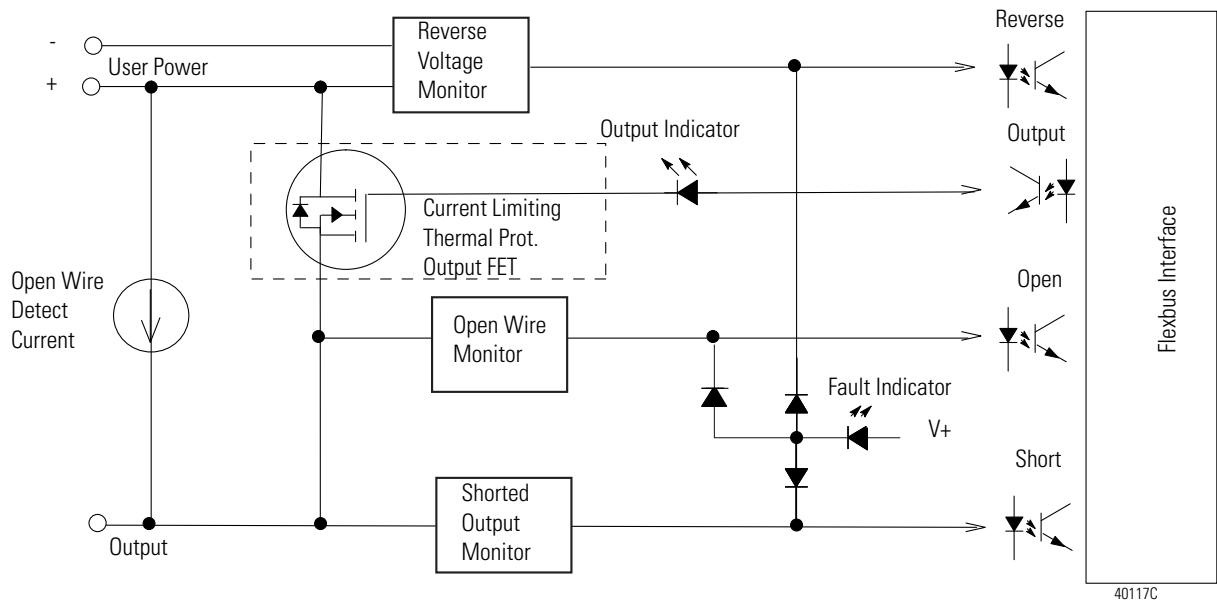 Reverse
Voltage
Monitor
Reverse
-
User Power
+
Output Indicator
Output
Current Limiting
Thermal Prot.
Output FET
Open Wire
Detect
Current
Open Wire
Monitor
Open
Fault Indicator
V+
Short
Shorted
Output
Monitor
Output
Flexbus Interface
40117C